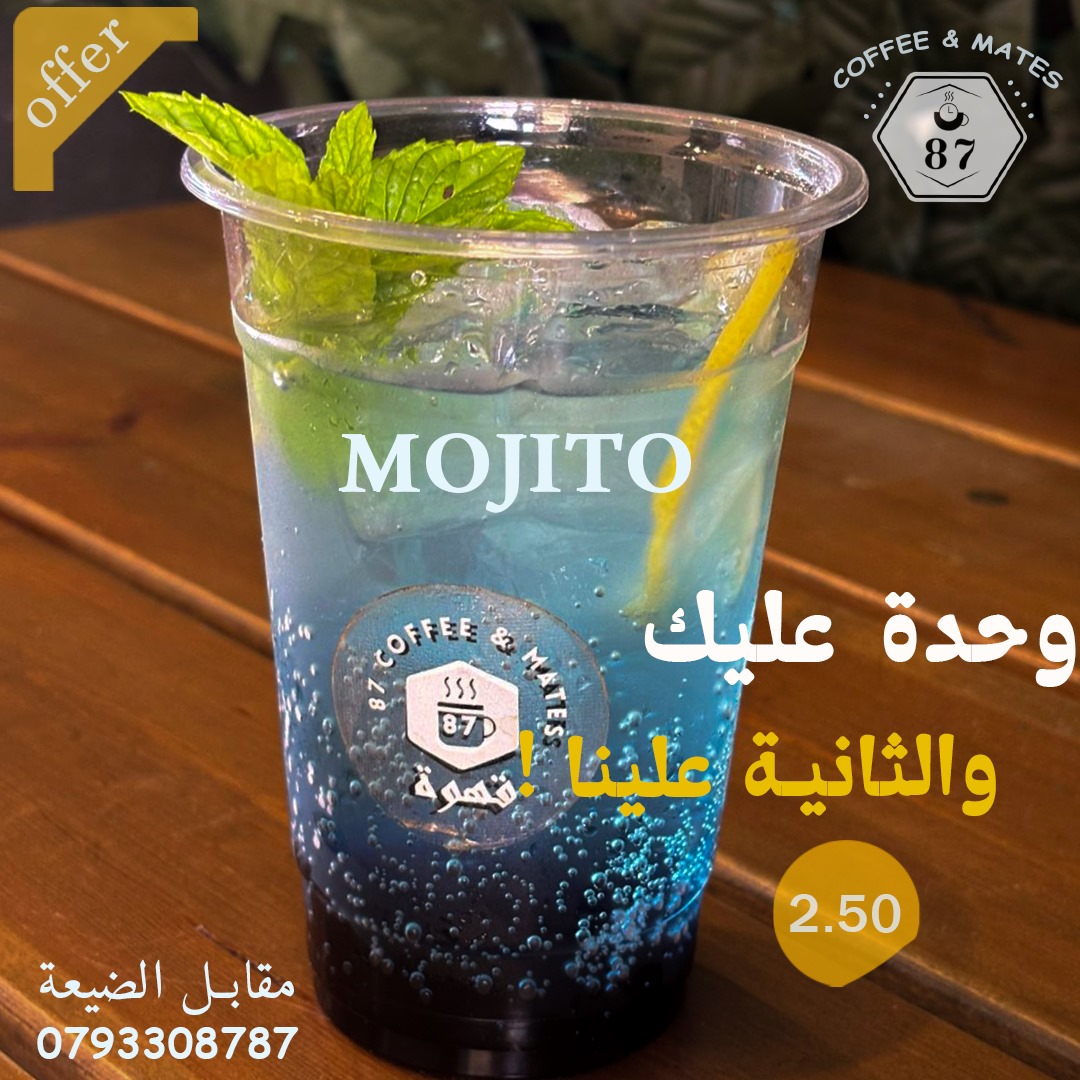 offer
COFFEE & MATES
87
MOJITO
وحدة عليك
والثانية علينا !
87 COFFEE & MATES
87
قهوة
2.50
مقابل الضيعة
0793308787